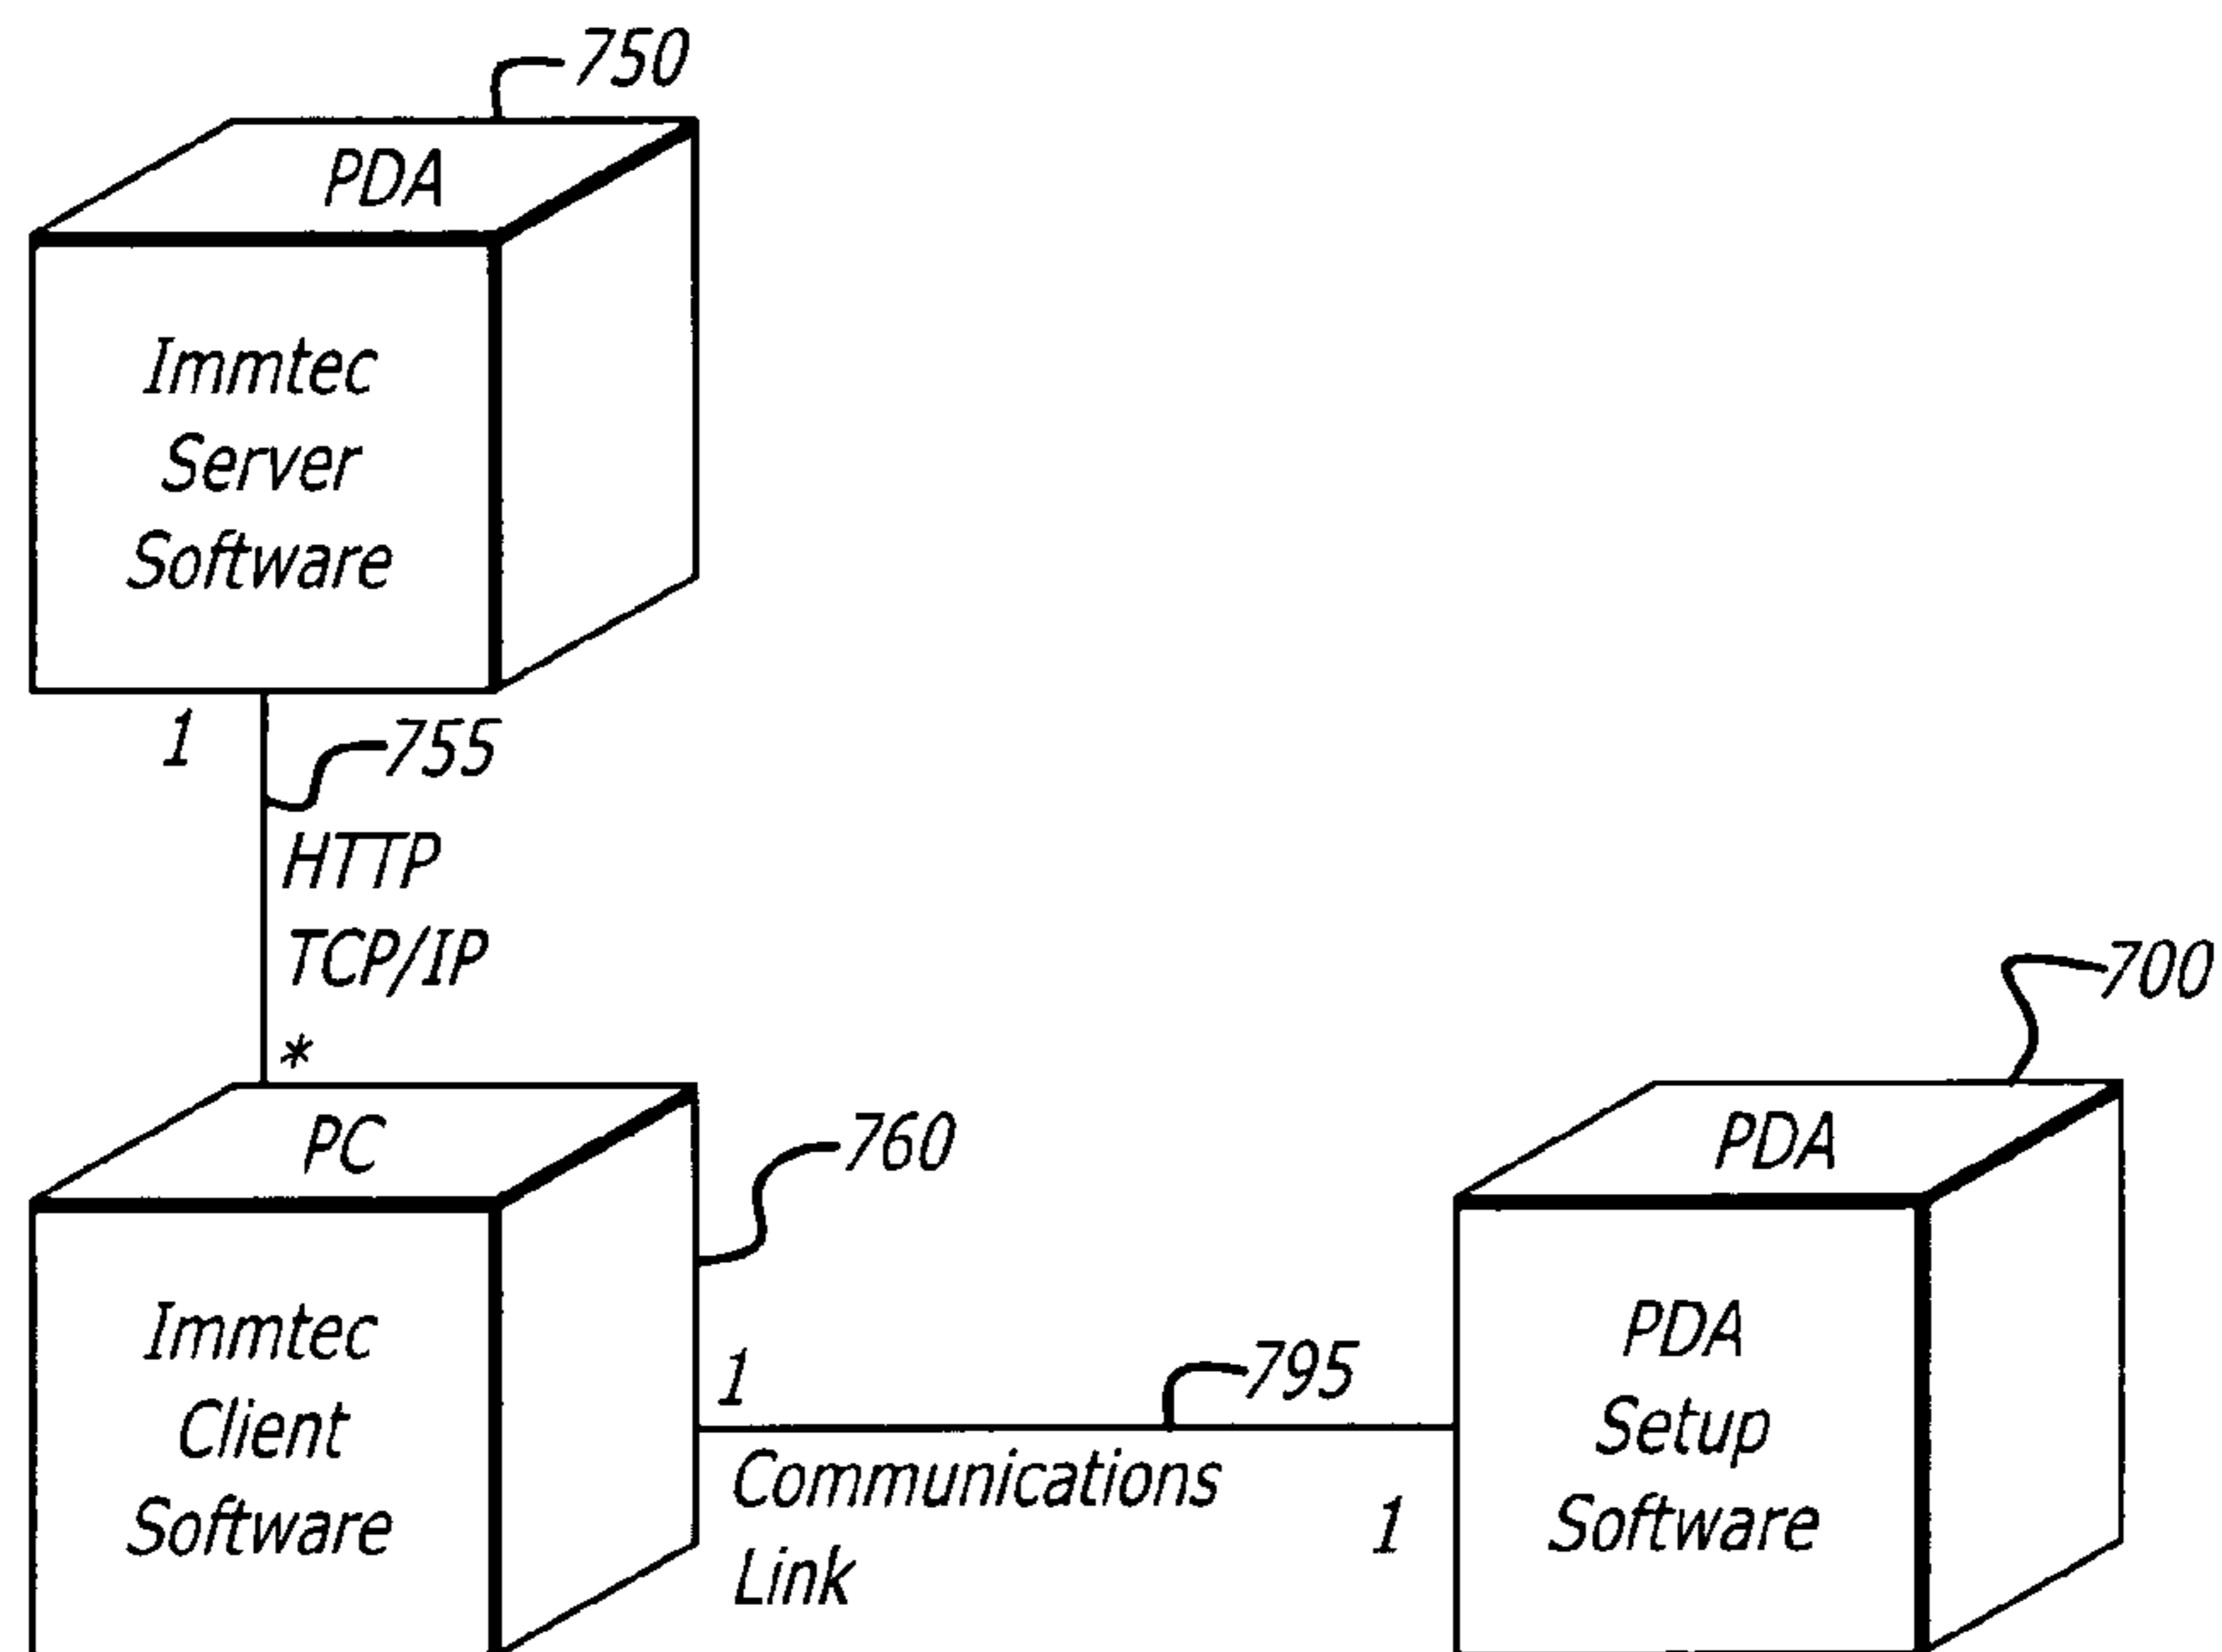 750
PDA
Immtec
Server
Software
1
755
HTTP
TCP/IP
*
700
PC
760
PDA
Immtec
Client
Software
1
795
Communications
Link
1
PDA
Setup
Software